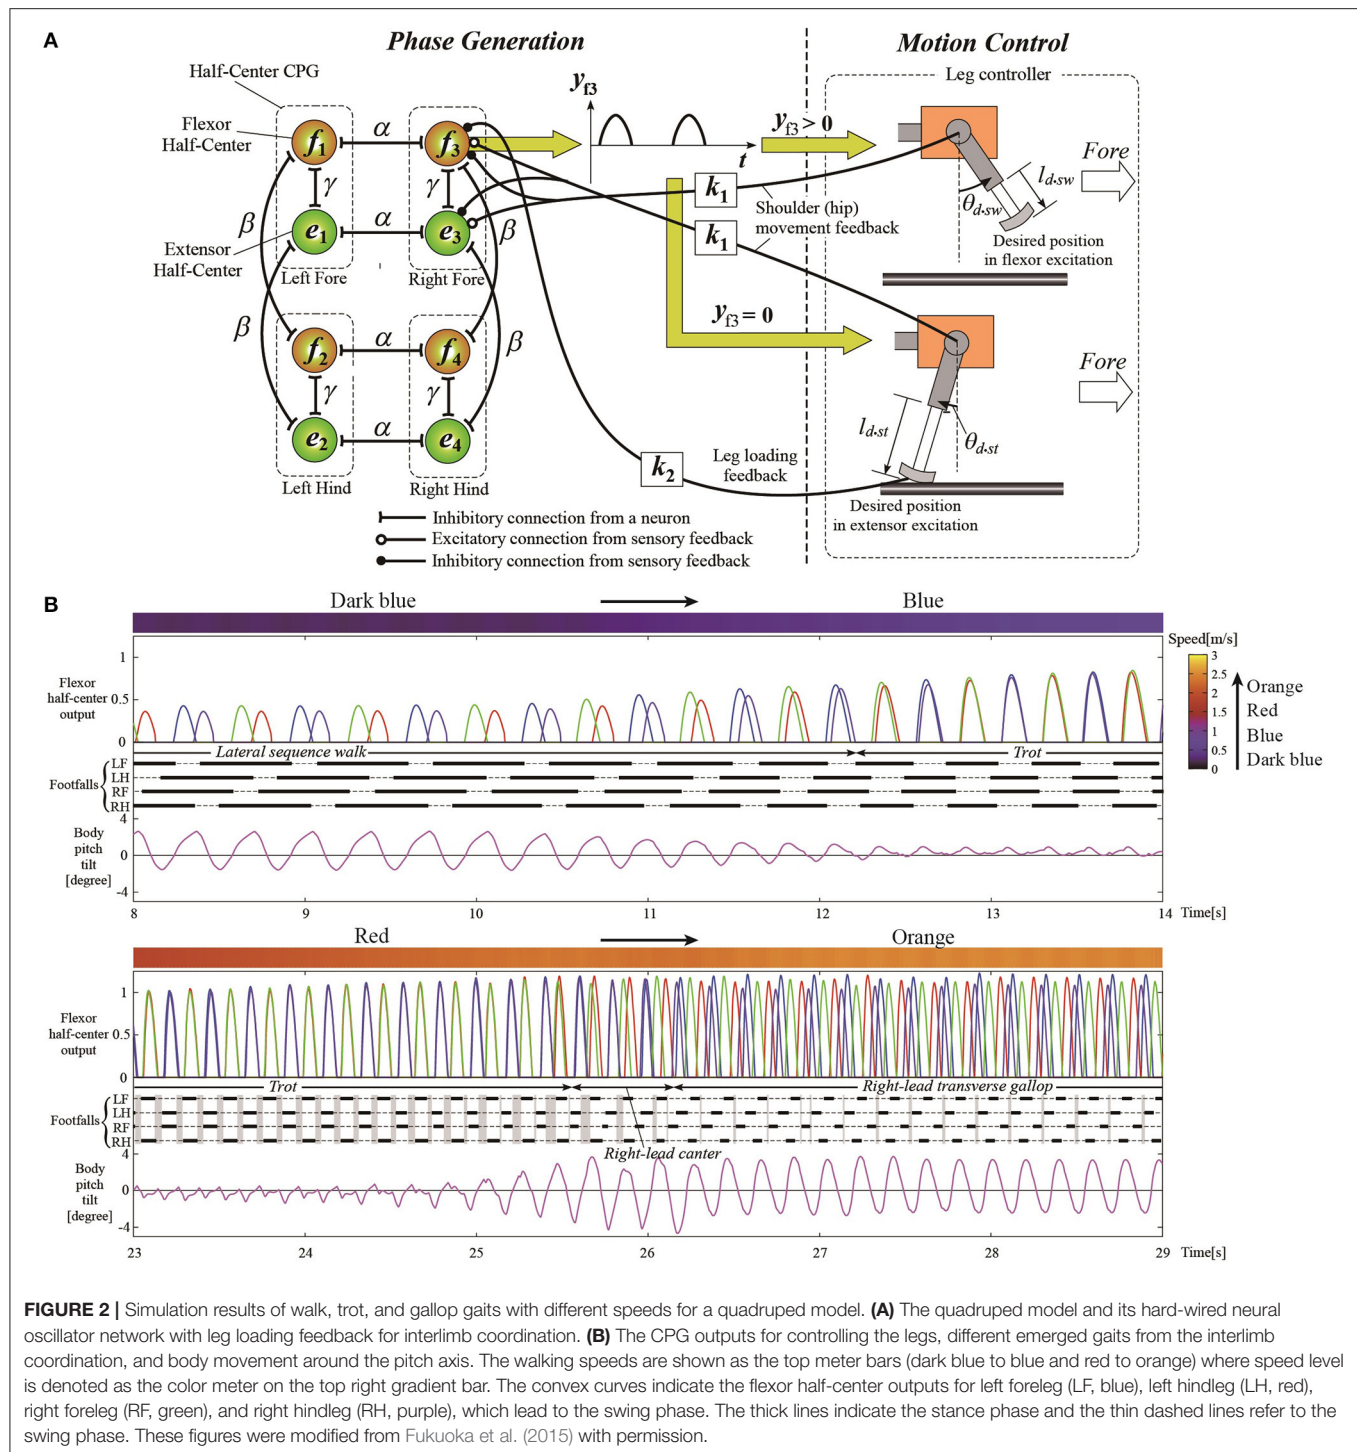 A
Phase Generation
Motion Control
Half-Center CPG
Leg controller
y_f3
Flexor
Half-Center
f₁
α
f₃
t
y_f3 > 0
Fore
l_d·sw
θ_d·sw
γ
γ
k₁
Shoulder (hip)
movement feedback
k₁
β
e₁
α
e₃
β
Extensor
Half-Center
Desired position
in flexor excitation
Left Fore
Right Fore
y_f3 = 0
β
β
f₂
α
f₄
Fore
γ
γ
l_d·st
θ_d·st
e₂
α
e₄
k₂
Leg loading
feedback
Left Hind
Right Hind
Desired position
in extensor excitation
Inhibitory connection from a neuron
Excitatory connection from sensory feedback
Inhibitory connection from sensory feedback
B
Dark blue
Blue
Speed[m/s]
3
2.5
2
1.5
1
0.5
0
Orange
Red
Blue
Dark blue
Flexor
half-center
output
1
0.5
0
Lateral sequence walk
Trot
Footfalls
LF
LH
RF
RH
Body
pitch
tilt
[degree]
4
0
-4
8
9
10
11
12
13
14
Time[s]
Red
Orange
Flexor
half-center
output
1
0.5
0
Trot
Right-lead transverse gallop
Footfalls
LF
LH
RF
RH
Right-lead canter
Body
pitch
tilt
[degree]
4
0
-4
23
24
25
26
27
28
29
Time[s]
FIGURE 2 | Simulation results of walk, trot, and gallop gaits with different speeds for a quadruped model. (A) The quadruped model and its hard-wired neural
oscillator network with leg loading feedback for interlimb coordination. (B) The CPG outputs for controlling the legs, different emerged gaits from the interlimb
coordination, and body movement around the pitch axis. The walking speeds are shown as the top meter bars (dark blue to blue and red to orange) where speed level
is denoted as the color meter on the top right gradient bar. The convex curves indicate the flexor half-center outputs for left foreleg (LF, blue), left hindleg (LH, red),
right foreleg (RF, green), and right hindleg (RH, purple), which lead to the swing phase. The thick lines indicate the stance phase and the thin dashed lines refer to the
swing phase. These figures were modified from Fukuoka et al. (2015) with permission.